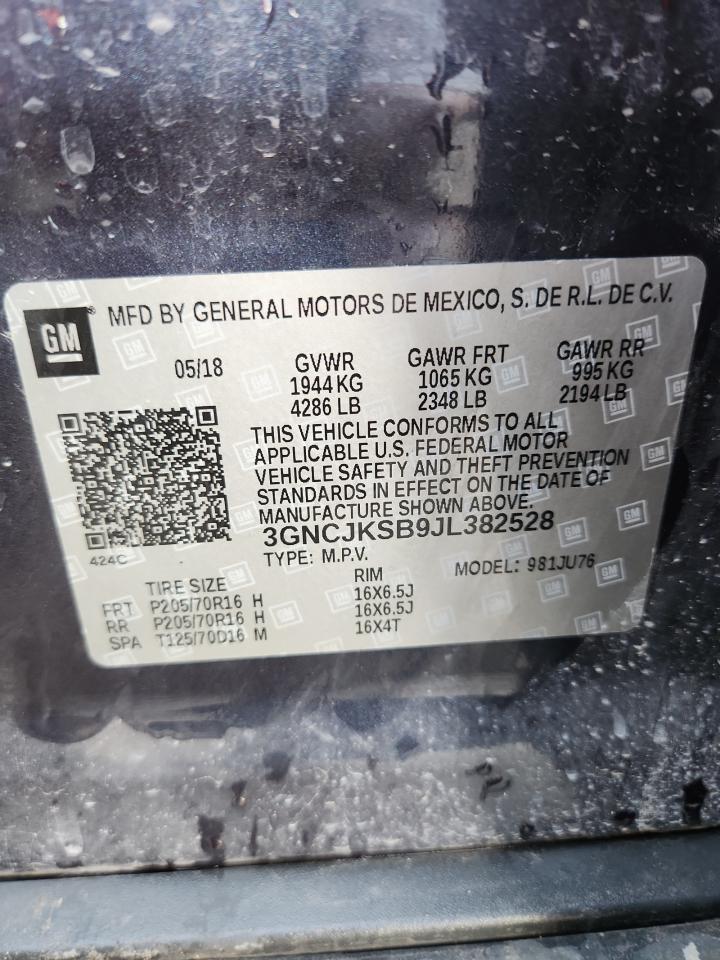 GM
MFD BY GENERAL MOTORS DE MEXICO, S. DE R.L. DE C.V.
05/18
GVWR
1944 KG
4286 LB
GAWR FRT
1065 KG
2348 LB
GAWR RR
995 KG
2194 LB
THIS VEHICLE CONFORMS TO ALL
APPLICABLE U.S. FEDERAL MOTOR
VEHICLE SAFETY AND THEFT PREVENTION
STANDARDS IN EFFECT ON THE DATE OF
MANUFACTURE SHOWN ABOVE.
3GNCJKSB9JL382528
424C
TYPE: M.P.V.
MODEL: 981JU76
TIRE SIZE RIM
FRT P205/70R16 H 16X6.5J
RR P205/70R16 H 16X6.5J
SPA T125/70D16 M 16X4T